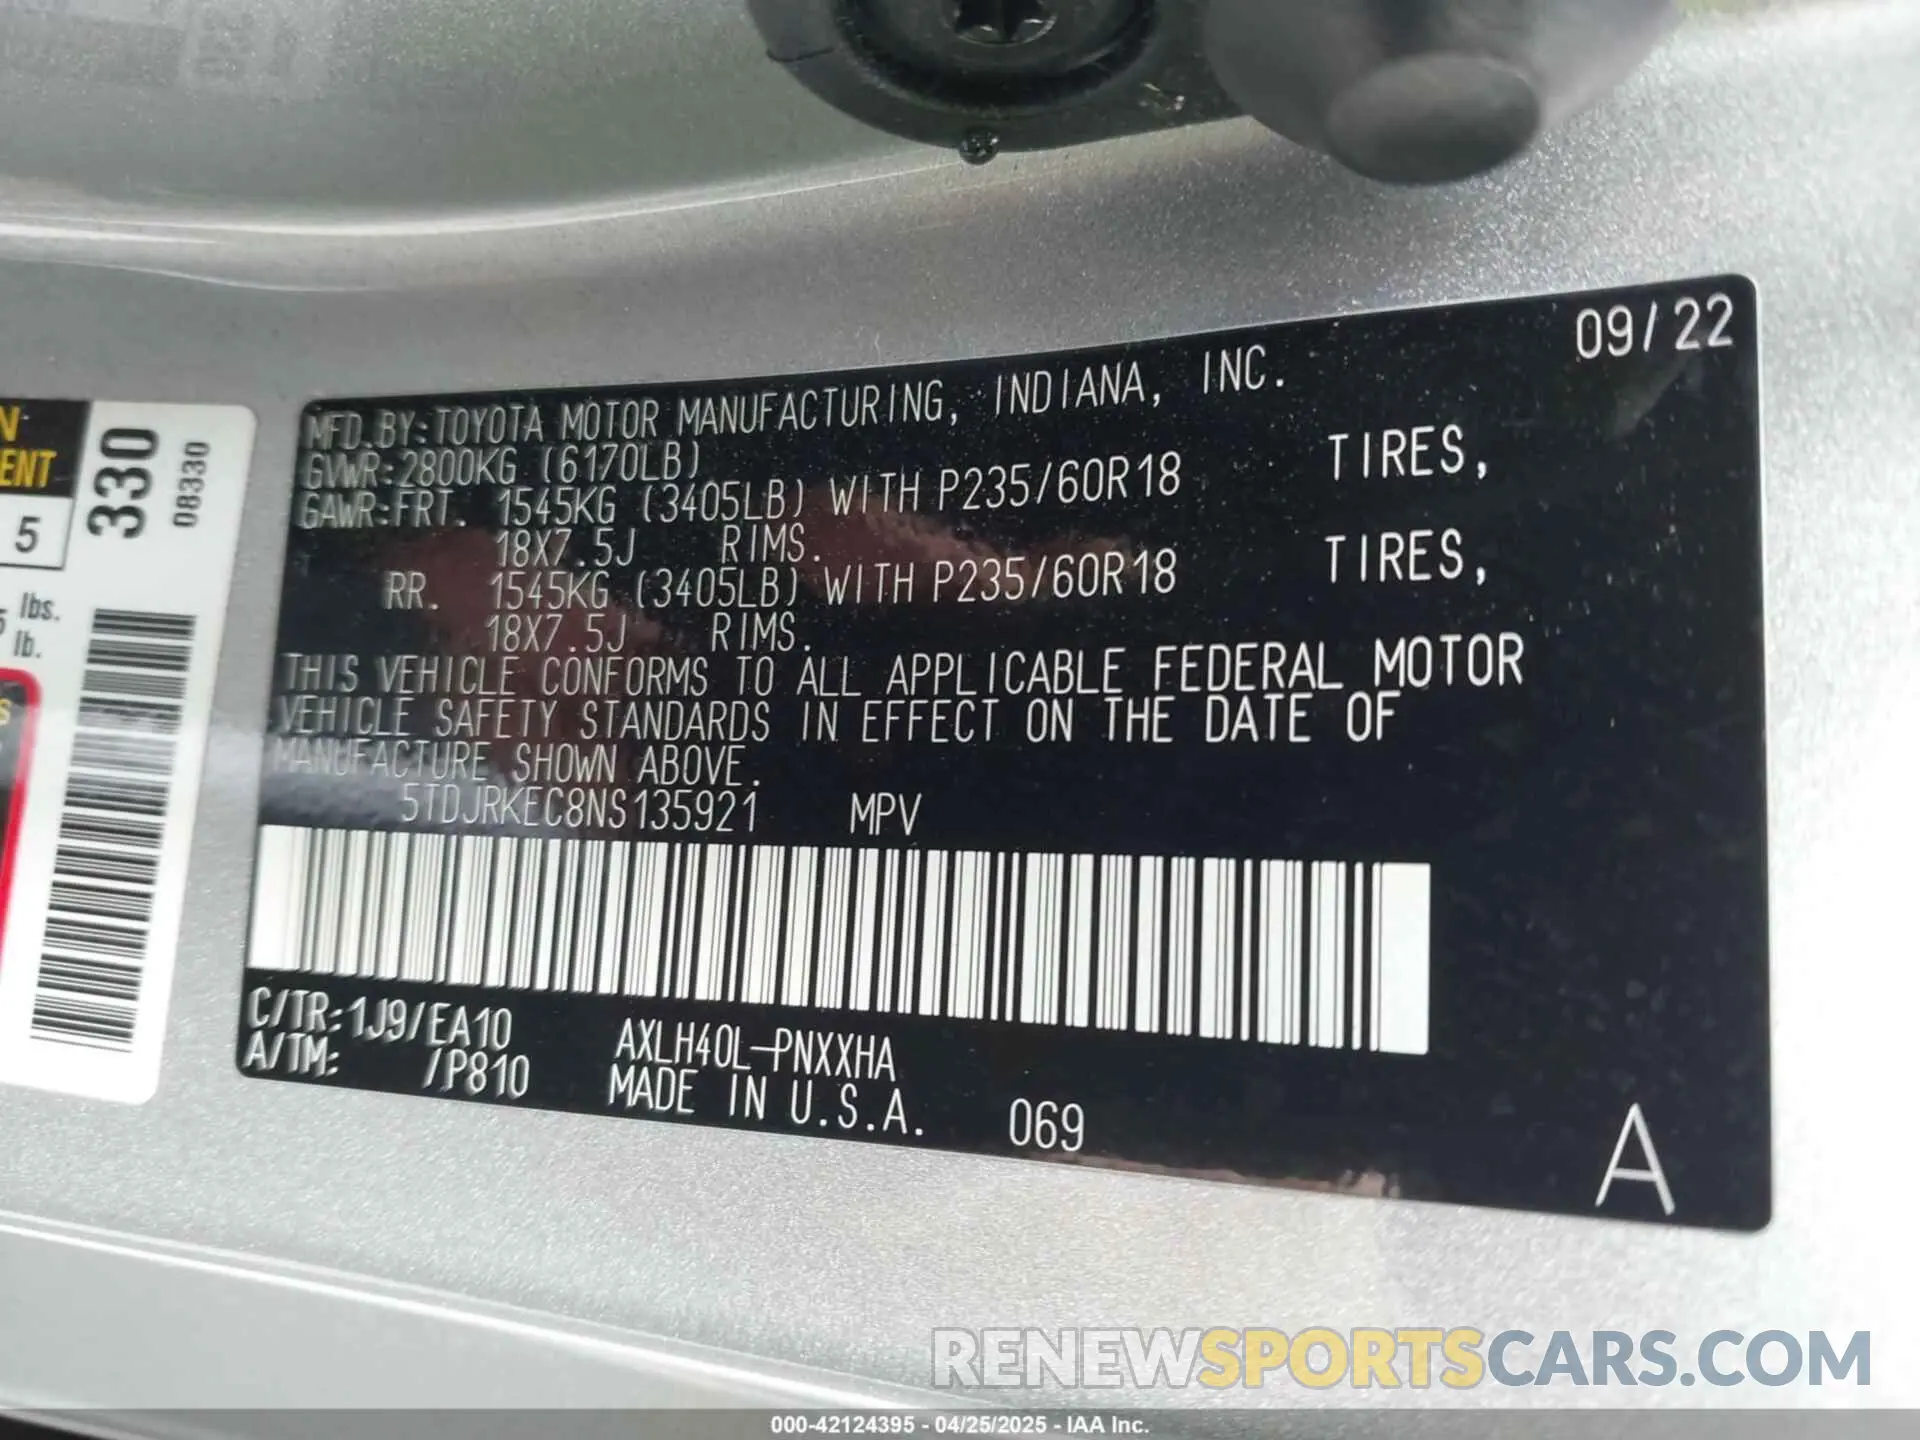 09/22
MFD.BY:TOYOTA MOTOR MANUFACTURING, INDIANA, INC.
GVWR:2800KG (6170LB)
GAWR:FRT. 1545KG (3405LB) WITH P235/60R18 TIRES,
18X7.5J RIMS.
RR. 1545KG (3405LB) WITH P235/60R18 TIRES,
18X7.5J RIMS.
THIS VEHICLE CONFORMS TO ALL APPLICABLE FEDERAL MOTOR
VEHICLE SAFETY STANDARDS IN EFFECT ON THE DATE OF
MANUFACTURE SHOWN ABOVE.
5TDJRKEC8NS135921 MPV
C/TR:1J9/EA10 AXLH40L-PNXXHA
A/TM: /P810 MADE IN U.S.A. 069
A
330
08330
5
lbs.
lb.
RENEWSPORTSCARS.COM
000-42124395 - 04/25/2025 - IAA Inc.